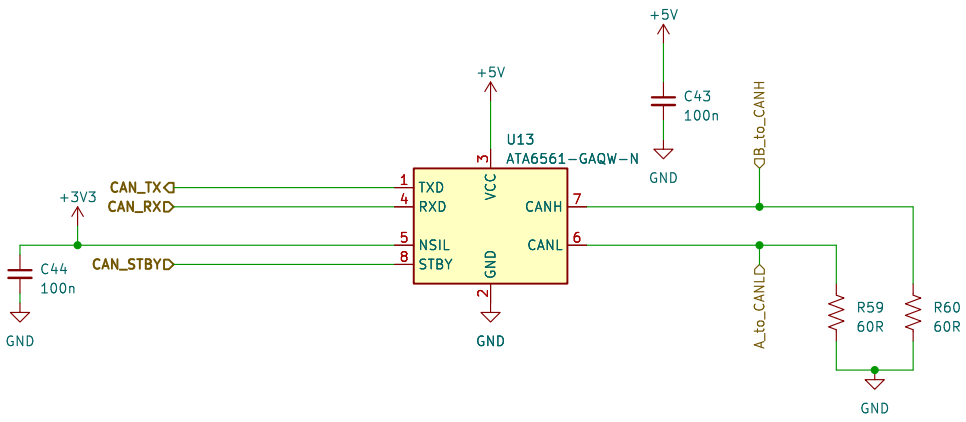 +5V
+5V
C43
100n
B_to_CANH
GND
U13
ATA6561-GAQW-N
3
VCC
CAN_TX
1
TXD
CAN_RX
4
RXD
CANH
7
+3V3
5
NSIL
CANL
6
CAN_STBY
8
STBY
GND
2
GND
C44
100n
GND
A_to_CANL
R59
60R
R60
60R
GND